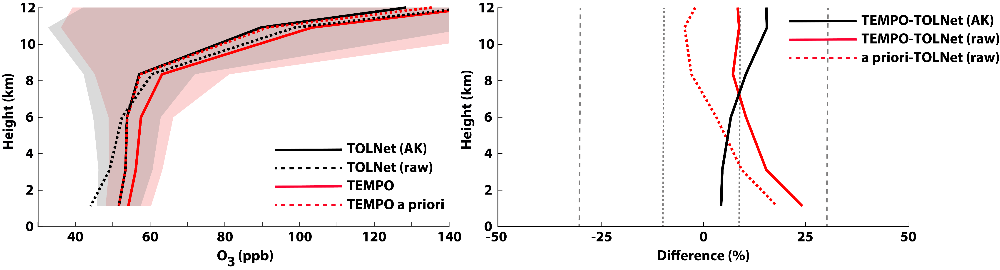 12
10
8
6
4
2
0
Height (km)
40
60
80
100
120
140
O3 (ppb)
TOLNet (AK)
TOLNet (raw)
TEMPO
TEMPO a priori
12
10
8
6
4
2
0
Height (km)
-50
-25
0
25
50
Difference (%)
TEMPO-TOLNet (AK)
TEMPO-TOLNet (raw)
a priori-TOLNet (raw)